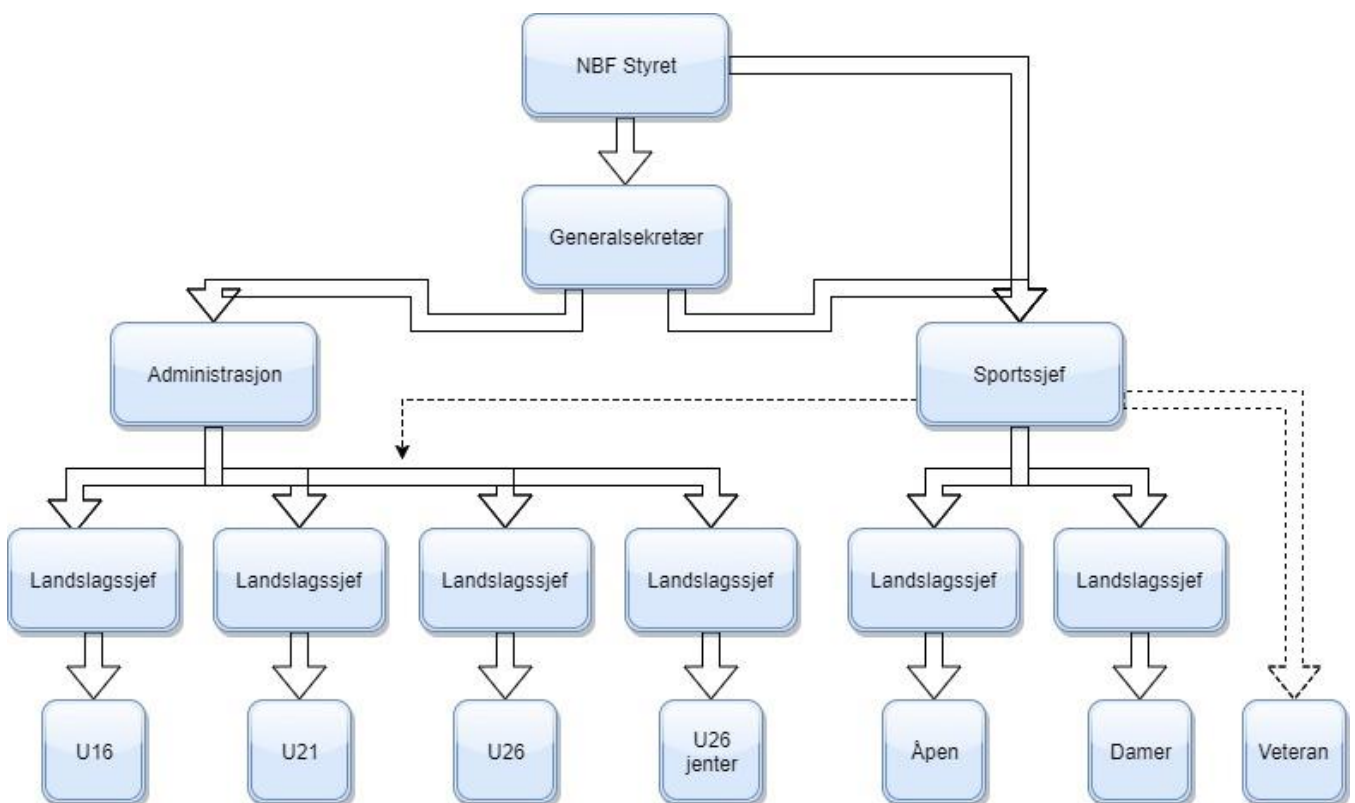 NBF Styret
Generalsekretær
Administrasjon
Sportssjef
Landslagssjef
Landslagssjef
Landslagssjef
Landslagssjef
Landslagssjef
Landslagssjef
U16
U21
U26
U26
jenter
Åpen
Damer
Veteran